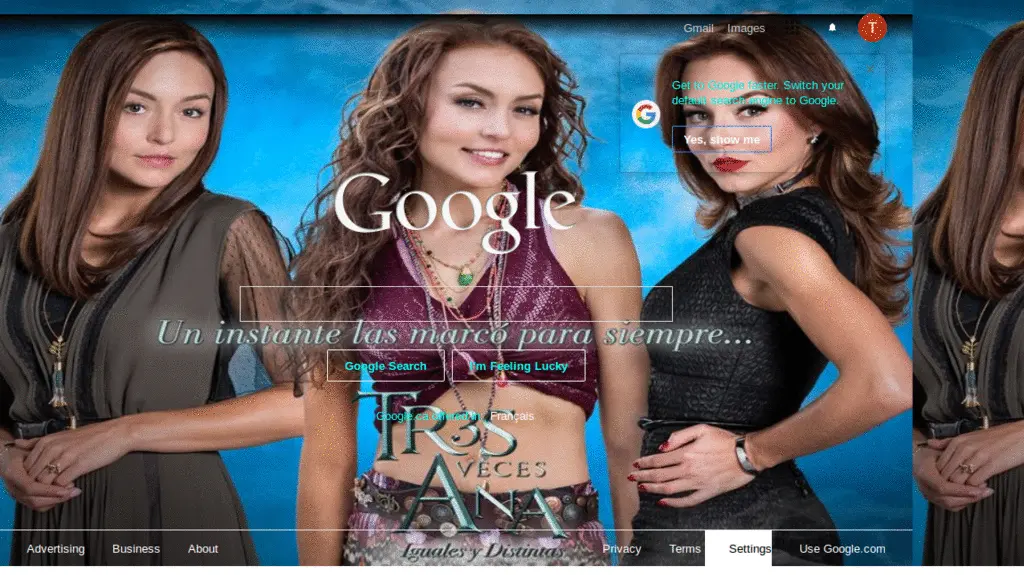 Gmail Images
T
Get to Google faster. Switch your
default search engine to Google.
Yes, show me
Google
Un instante las marcó para siempre...
Google Search I'm Feeling Lucky
Google.ca offered in: Français
TR3S
VECES
ANA
Iguales y Distintas
Advertising Business About Privacy Terms Settings Use Google.com